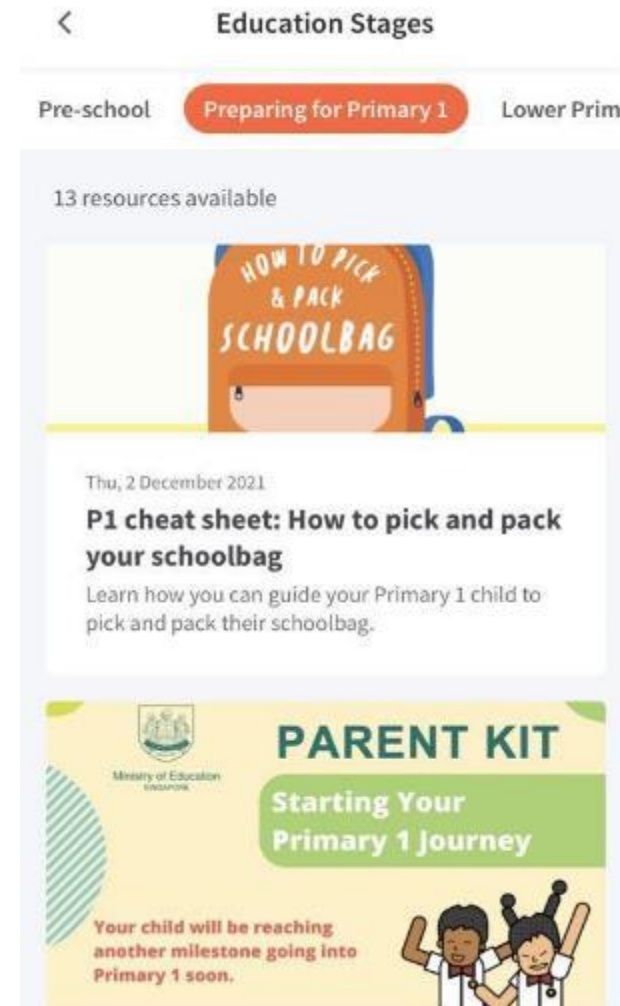 Education Stages
Pre-school
Preparing for Primary 1
Lower Prim
13 resources available
HOW TO PICK
& PACK
SCHOOLBAG
Thu, 2 December 2021
P1 cheat sheet: How to pick and pack
your schoolbag
Learn how you can guide your Primary 1 child to
pick and pack their schoolbag.
Ministry of Education
SINGAPORE
PARENT KIT
Starting Your
Primary 1 Journey
Your child will be reaching
another milestone going into
Primary 1 soon.